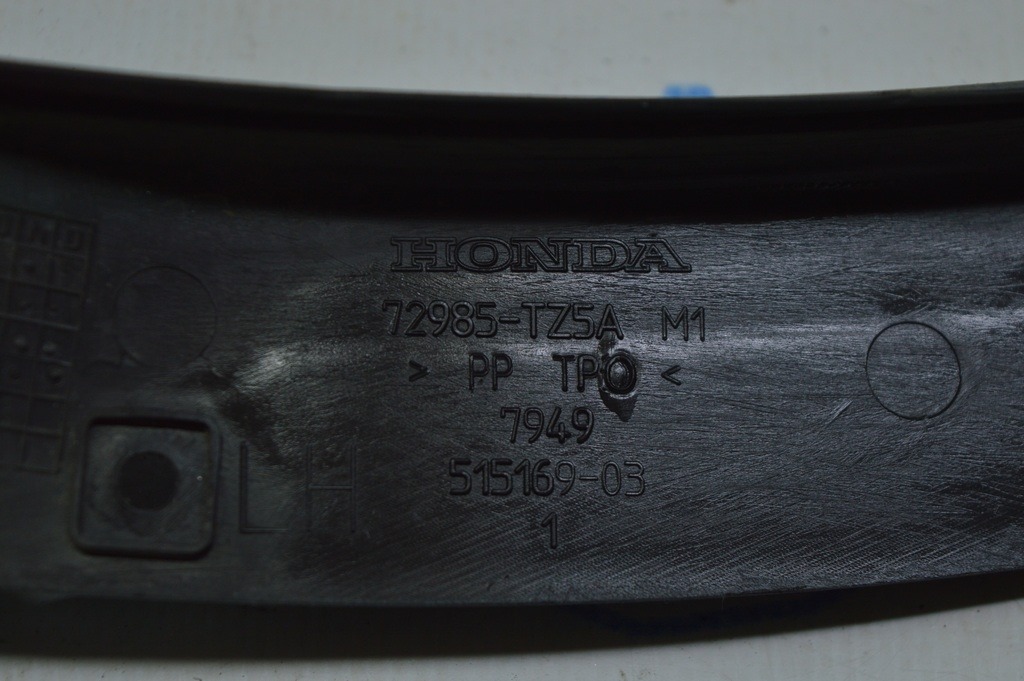 HONDA
72985-TZ5A M1
> PP TPO <
7949
515169-03
LH
1